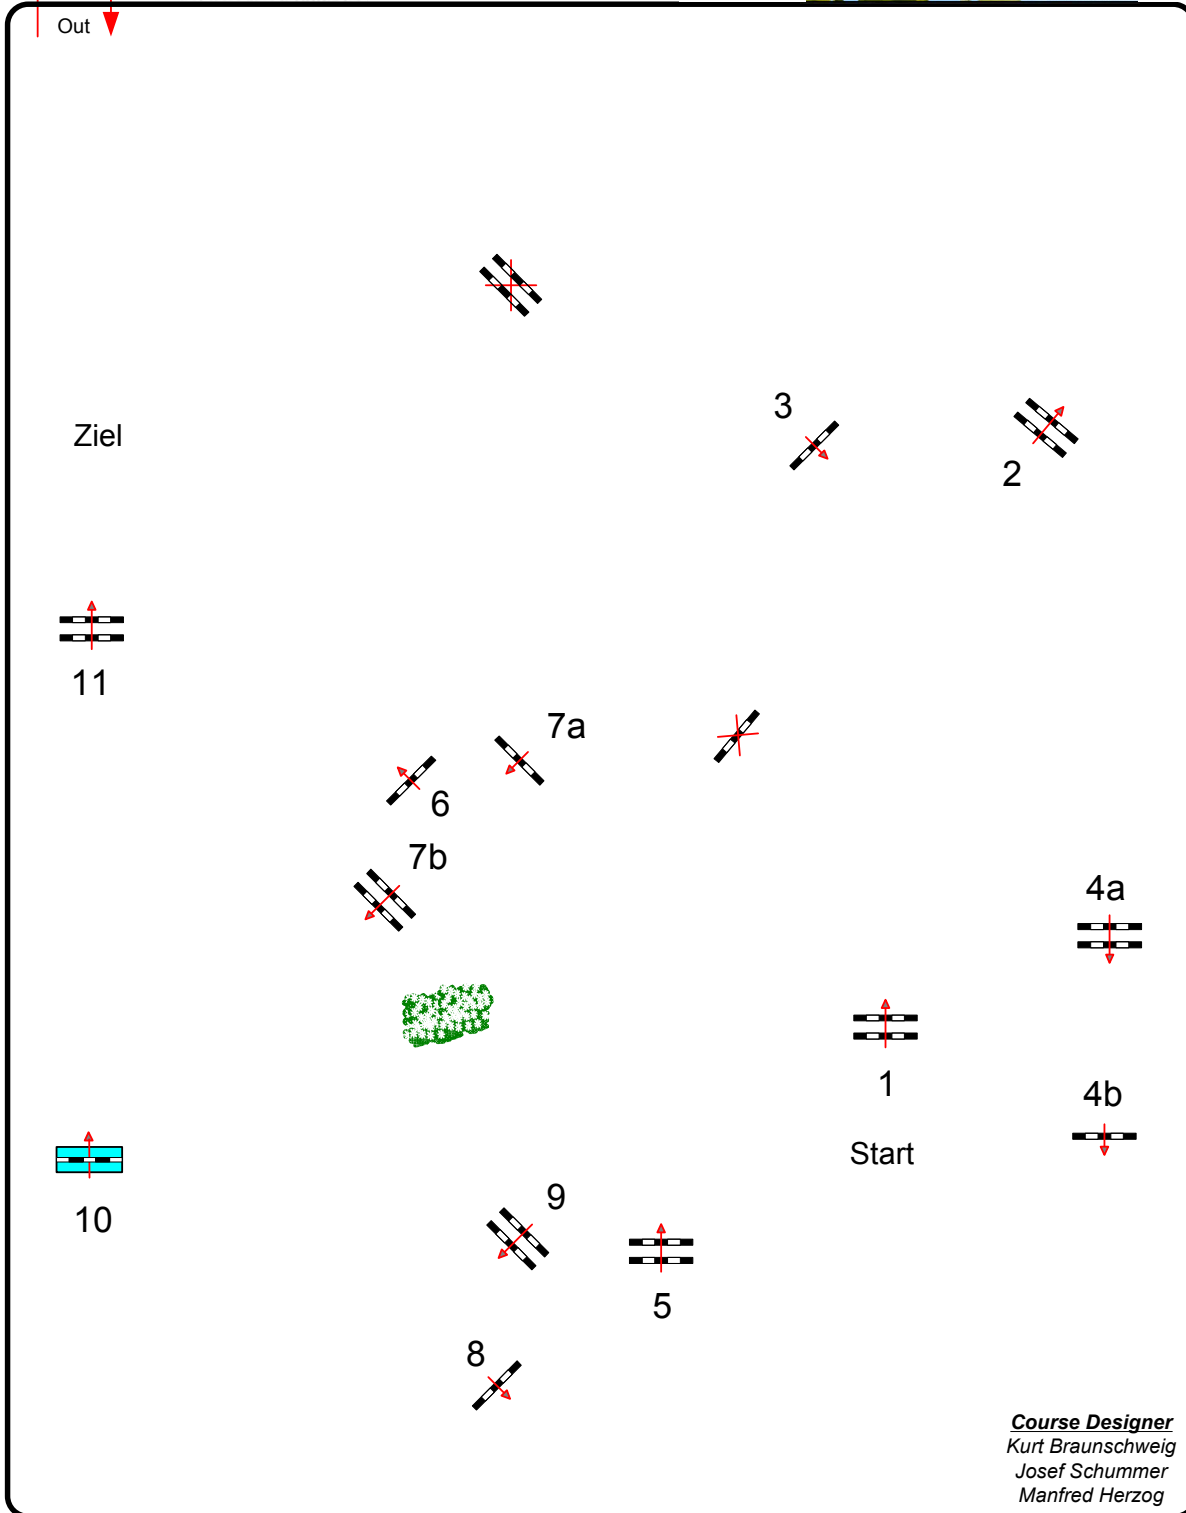 Out
3
Ziel
2
11
7a
6
7b
4a
1
4b
Start
9
10
5
8
Course Designer
Kurt Braunschweig
Josef Schummer
Manfred Herzog